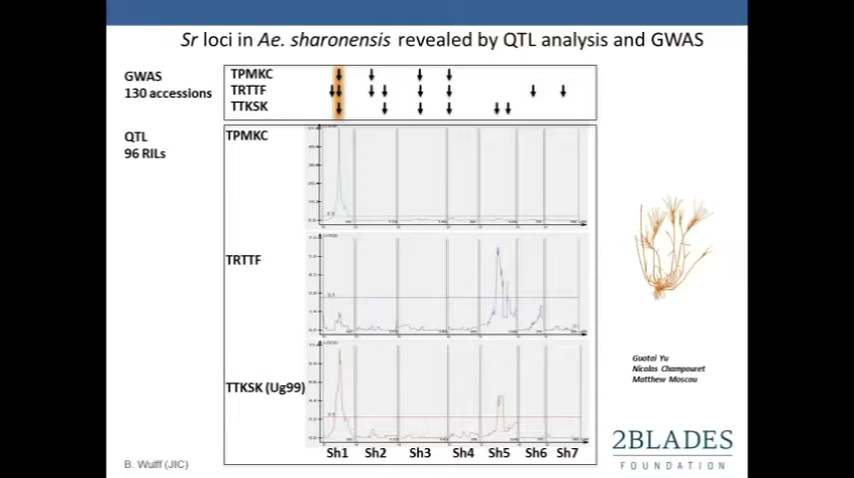 Sr loci in Ae. sharonensis revealed by QTL analysis and GWAS
GWAS
130 accessions
TPMKC
TRTTF
TTKSK
QTL
96 RILs
TPMKC
TRTTF
TTKSK (Ug99)
Sh1 Sh2 Sh3 Sh4 Sh5 Sh6 Sh7
Guotai Yu
Nicolas Champouret
Matthew Moscou
2BLADES
FOUNDATION
B. Wulff (JIC)